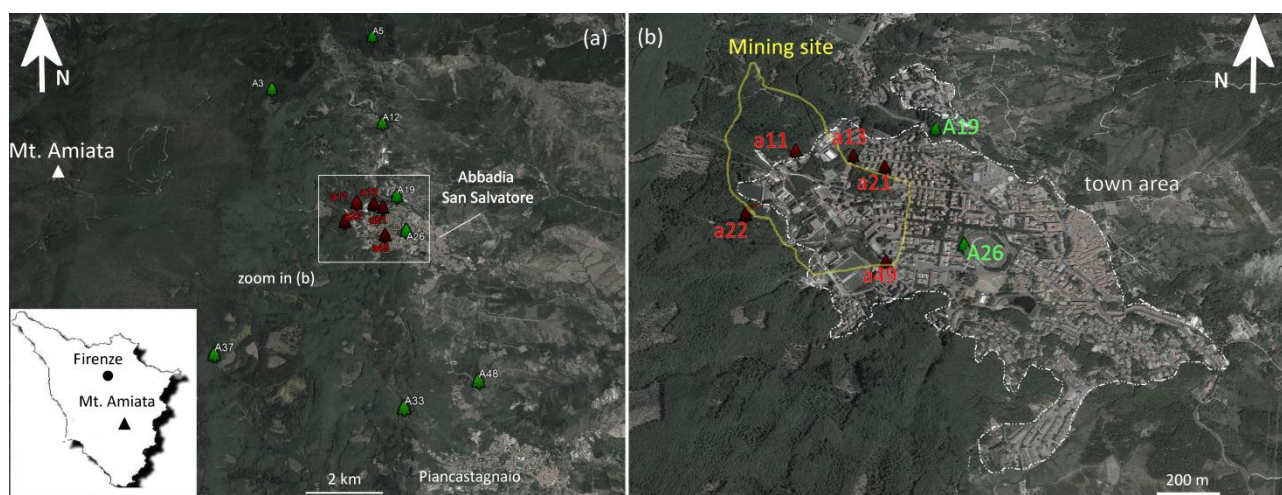 (a)
A5
N
A3
A12
Mt. Amiata
A19
Abbadia
San Salvatore
A26
zoom in (b)
A37
A48
A33
Firenze
Mt. Amiata
2 km
Piancastagnaio
(b)
Mining site
N
A19
a11
a13
a21
town area
a22
A26
a49
200 m